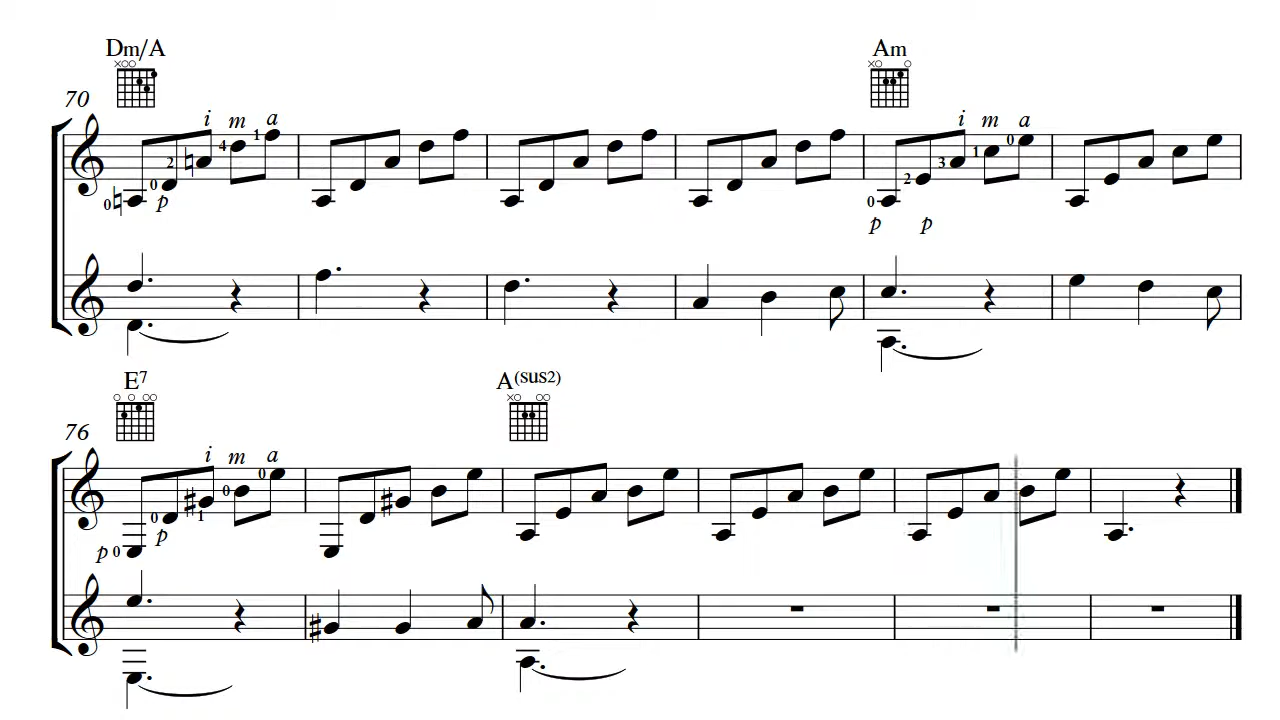 Dm/A Am
×○○ ×○ ○
70
i m a i m a
1 4 2 0 0 p
0 1 3 2 0 p p
E7 A(sus2)
○ ○ ○○ ×○ ○○
76
i m a
0 0 1 0 p
p 0